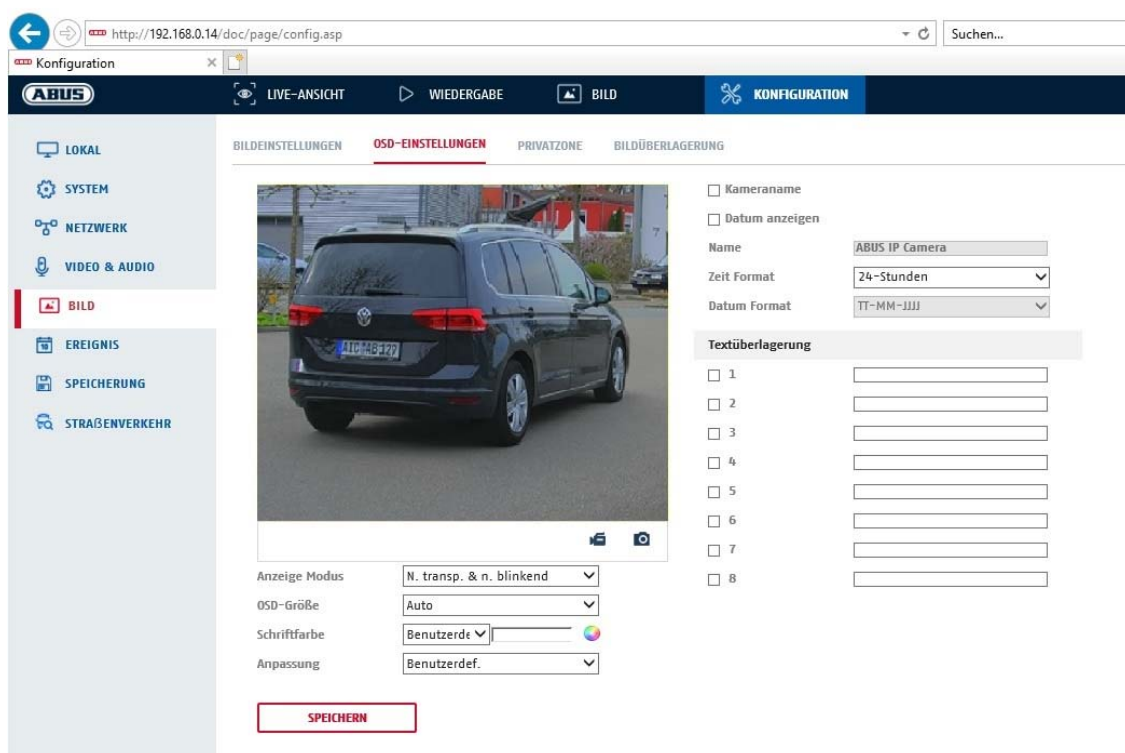 http://192.168.0.14/doc/page/config.asp
Suchen...
Konfiguration
ABUS
LIVE-ANSICHT
WIEDERGABE
BILD
KONFIGURATION
LOKAL
SYSTEM
NETZWERK
VIDEO & AUDIO
BILD
EREIGNIS
SPEICHERUNG
STRAẞENVERKEHR
BILDEINSTELLUNGEN
OSD-EINSTELLUNGEN
PRIVATZONE
BILDÜBERLAGERUNG
AIC AB 127
Anzeige Modus N. transp. & n. blinkend
OSD-Größe Auto
Schriftfarbe Benutzerde
Anpassung Benutzerdef.
SPEICHERN
Kameraname
Datum anzeigen
Name ABUS IP Camera
Zeit Format 24-Stunden
Datum Format TT-MM-JJJJ
Textüberlagerung
1
2
3
4
5
6
7
8